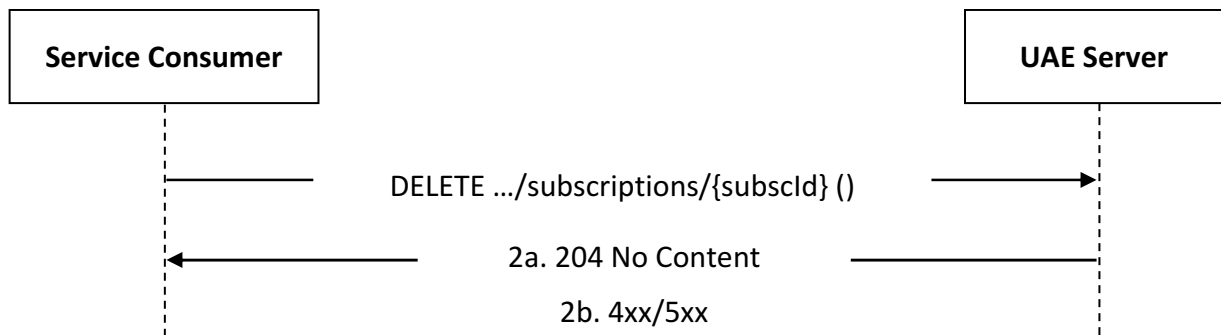 Service Consumer
UAE Server
DELETE …/subscriptions/{subscId} ()
2a. 204 No Content
2b. 4xx/5xx